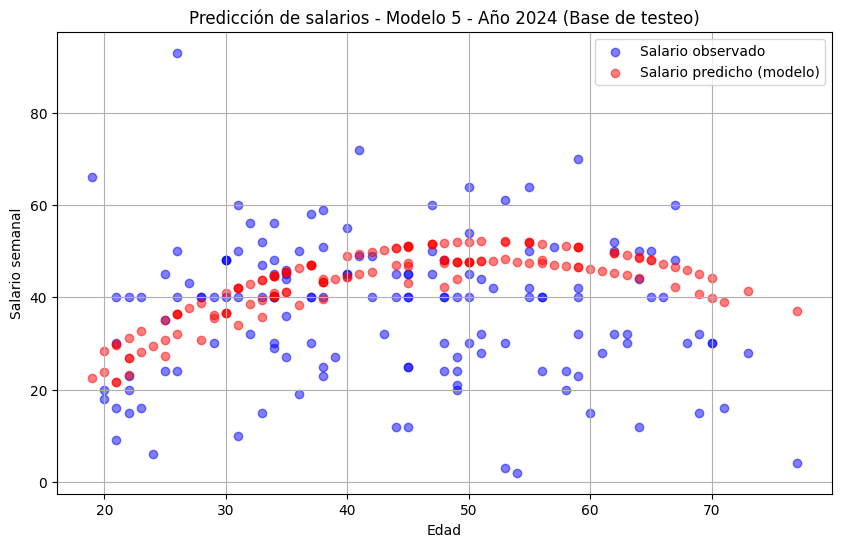 Predicción de salarios - Modelo 5 - Año 2024 (Base de testeo)
Salario observado
Salario predicho (modelo)
Salario semanal
80
60
40
20
0
20 30 40 50 60 70
Edad